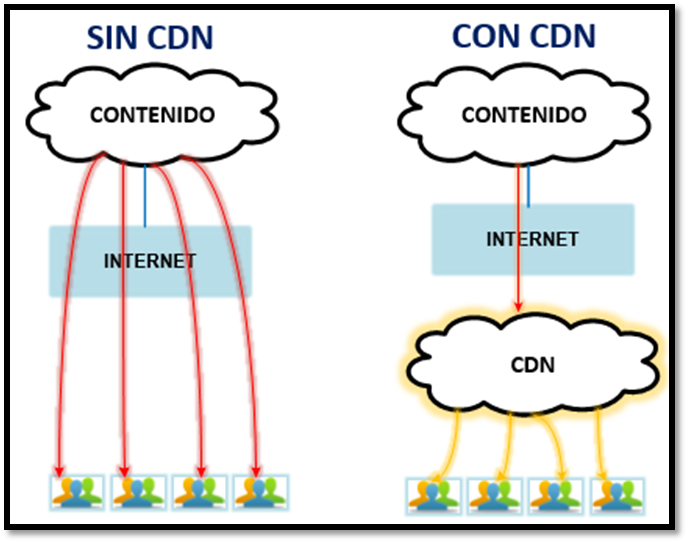 SIN CDN
CONTENIDO
INTERNET
CON CDN
CONTENIDO
INTERNET
CDN